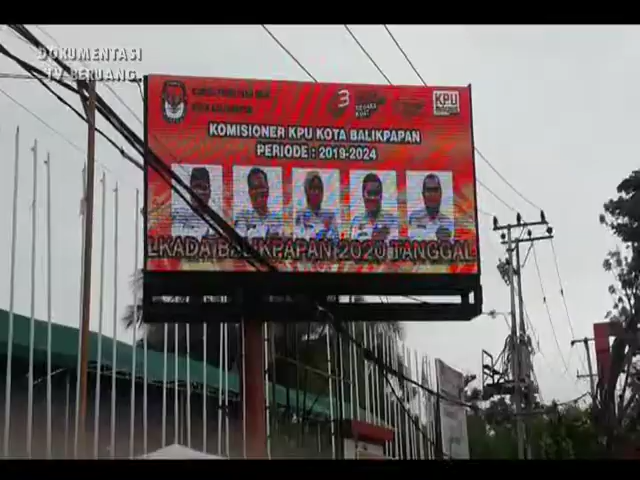 DOKUMENTASI
TV-BERUANG
KPU
KOMISIONER KPU KOTA BALIKPAPAN
PERIODE : 2019-2024
LKADA BALIKPAPAN 2020 TANGGAL